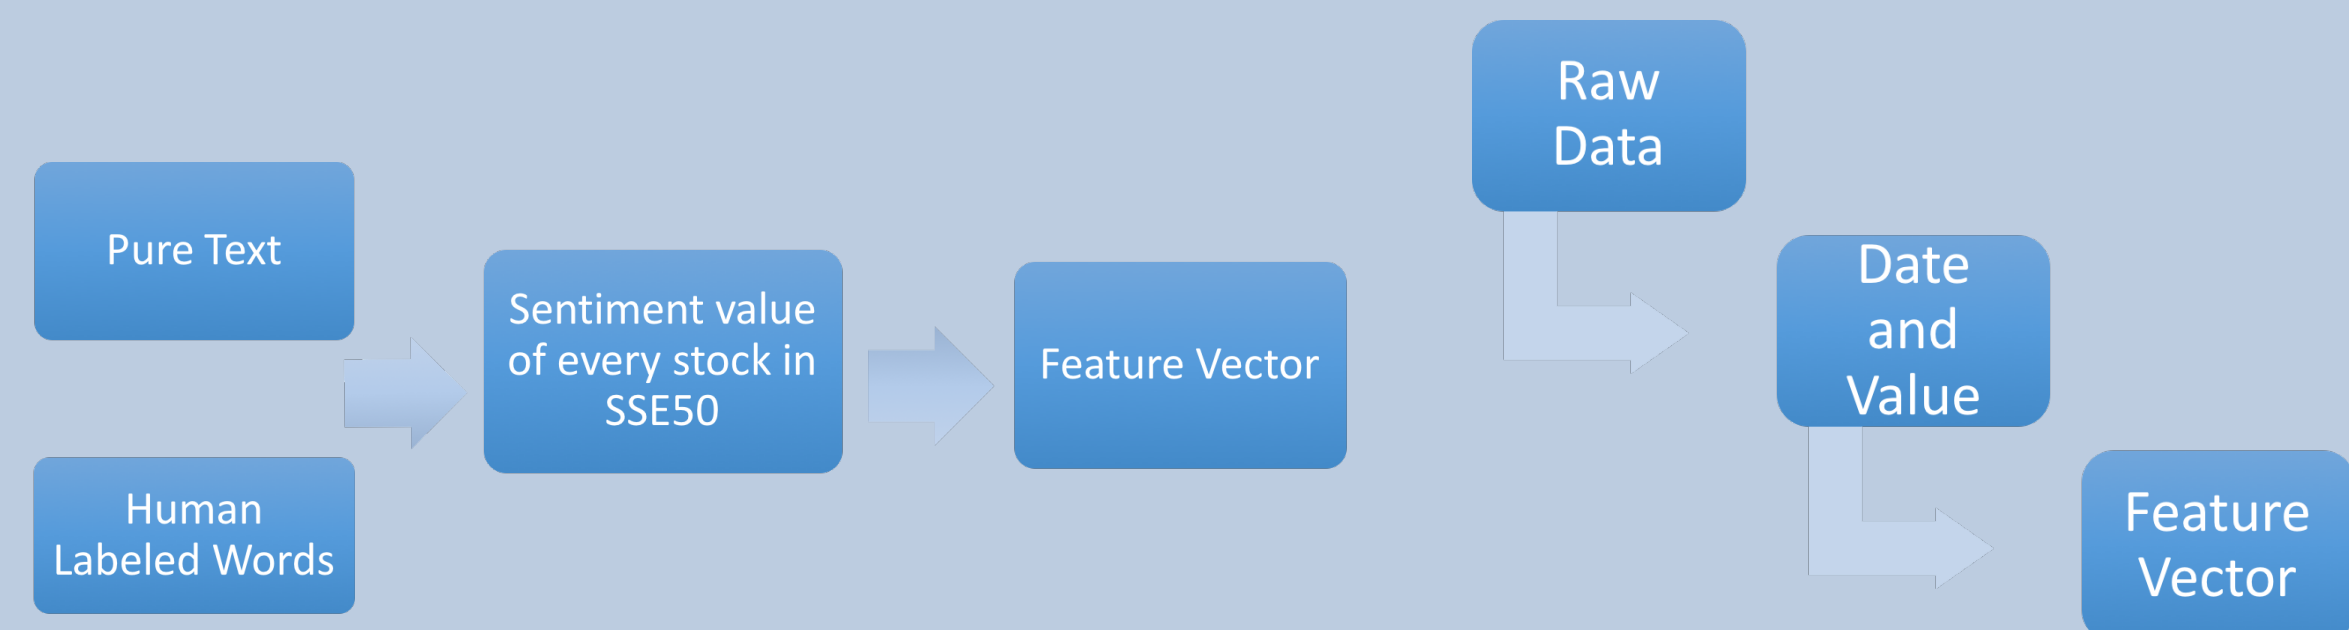 Pure Text
Human
Labeled Words
Sentiment value
of every stock in
SSE50
Feature Vector
Raw
Data
Date
and
Value
Feature
Vector